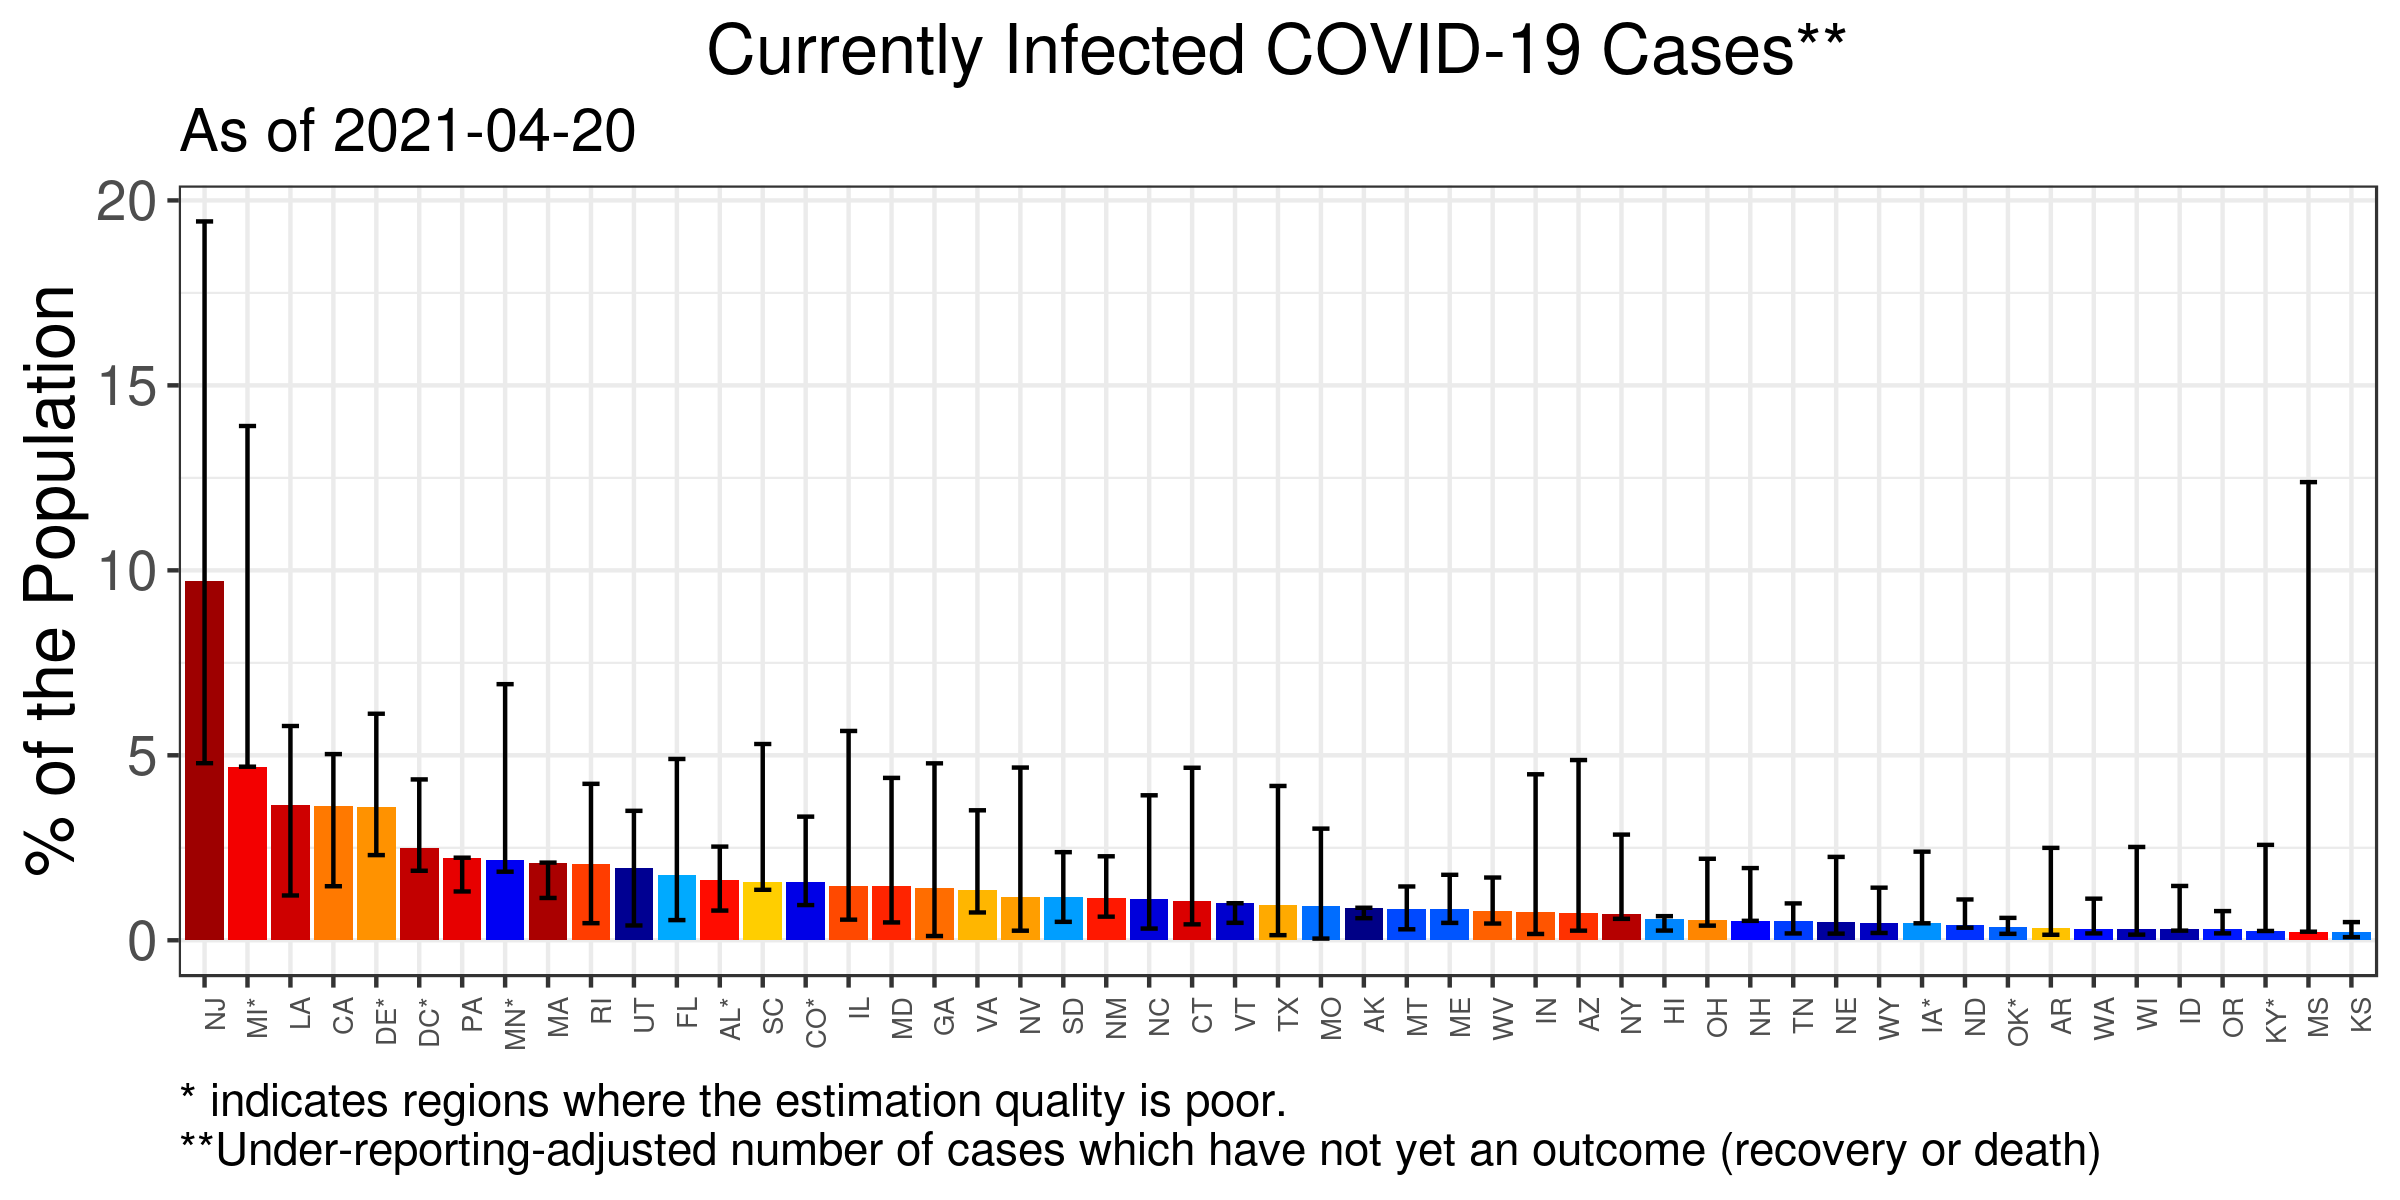 Currently Infected COVID-19 Cases**
As of 2021-04-20
% of the Population
20
15
10
5
0
NJ MI* LA CA DE* DC* PA MN* MA RI UT FL AL* SC CO* IL MD GA VA NV SD NM NC CT VT TX MO AK MT ME WV IN AZ NY HI OH NH TN NE WY IA* ND OK* AR WA WI ID OR KY* MS KS
* indicates regions where the estimation quality is poor.
**Under-reporting-adjusted number of cases which have not yet an outcome (recovery or death)